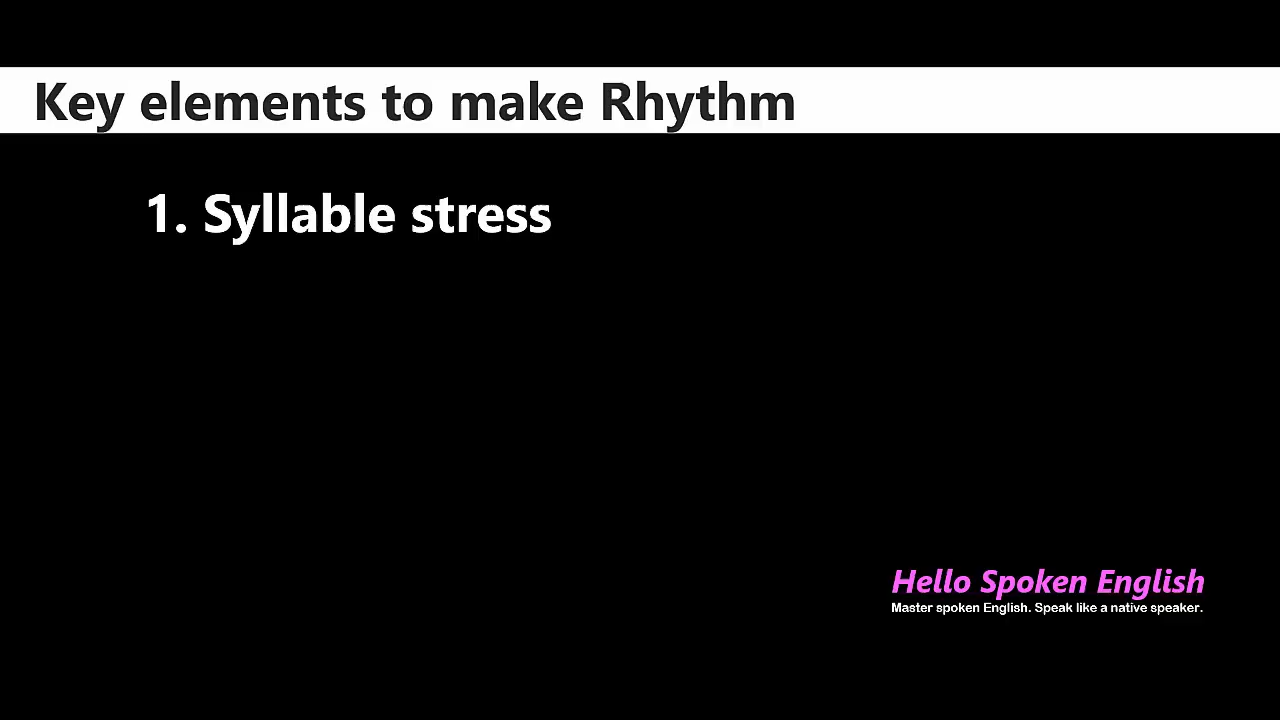 Key elements to make Rhythm
1. Syllable stress
Hello Spoken English
Master spoken English. Speak like a native speaker.